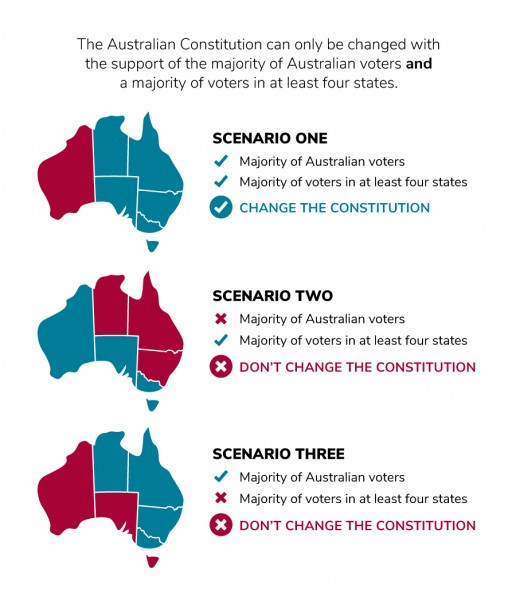 The Australian Constitution can only be changed with
the support of the majority of Australian voters and
a majority of voters in at least four states.
SCENARIO ONE
Majority of Australian voters
Majority of voters in at least four states
CHANGE THE CONSTITUTION
SCENARIO TWO
Majority of Australian voters
Majority of voters in at least four states
DON'T CHANGE THE CONSTITUTION
SCENARIO THREE
Majority of Australian voters
Majority of voters in at least four states
DON'T CHANGE THE CONSTITUTION